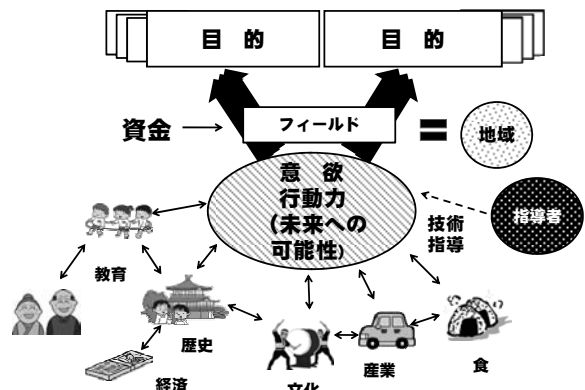 目 的
目 的
資金
フィールド
地域
意 欲
行動力
(未来への
可能性)
技術
指導
指導者
教育
歴史
経済
文化
産業
食